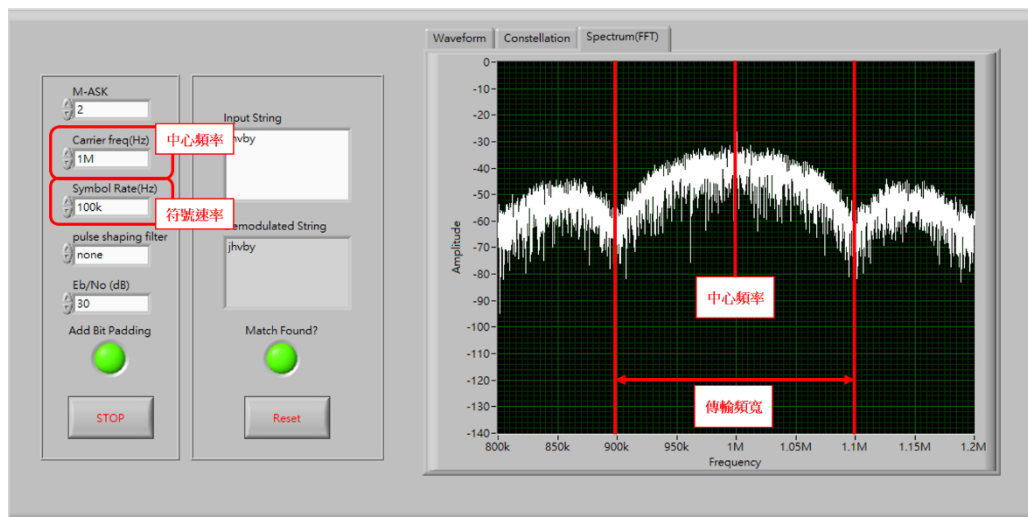 Waveform
Constellation
Spectrum(FFT)
M-ASK
2
Carrier freq(Hz)
1M
中心頻率
Symbol Rate(Hz)
100k
符號速率
pulse shaping filter
none
Eb/No (dB)
30
Add Bit Padding
STOP
Input String
hvby
emodulated String
jhvby
Match Found?
Reset
Amplitude
0
-10
-20
-30
-40
-50
-60
-70
-80
-90
-100
-110
-120
-130
-140
中心頻率
傳輸頻寬
800k
850k
900k
950k
1M
1.05M
1.1M
1.15M
1.2M
Frequency